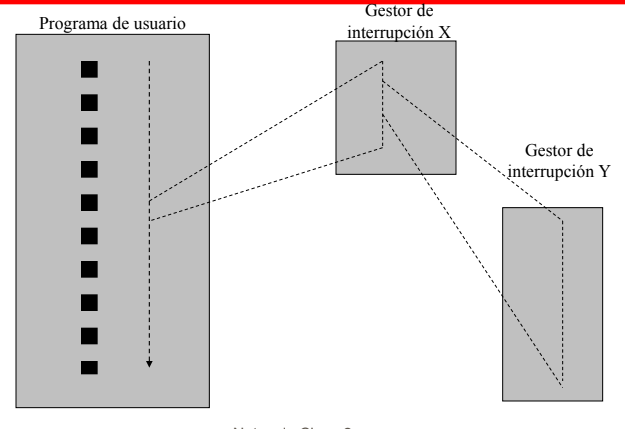 Programa de usuario
Gestor de
interrupción X
Gestor de
interrupción Y